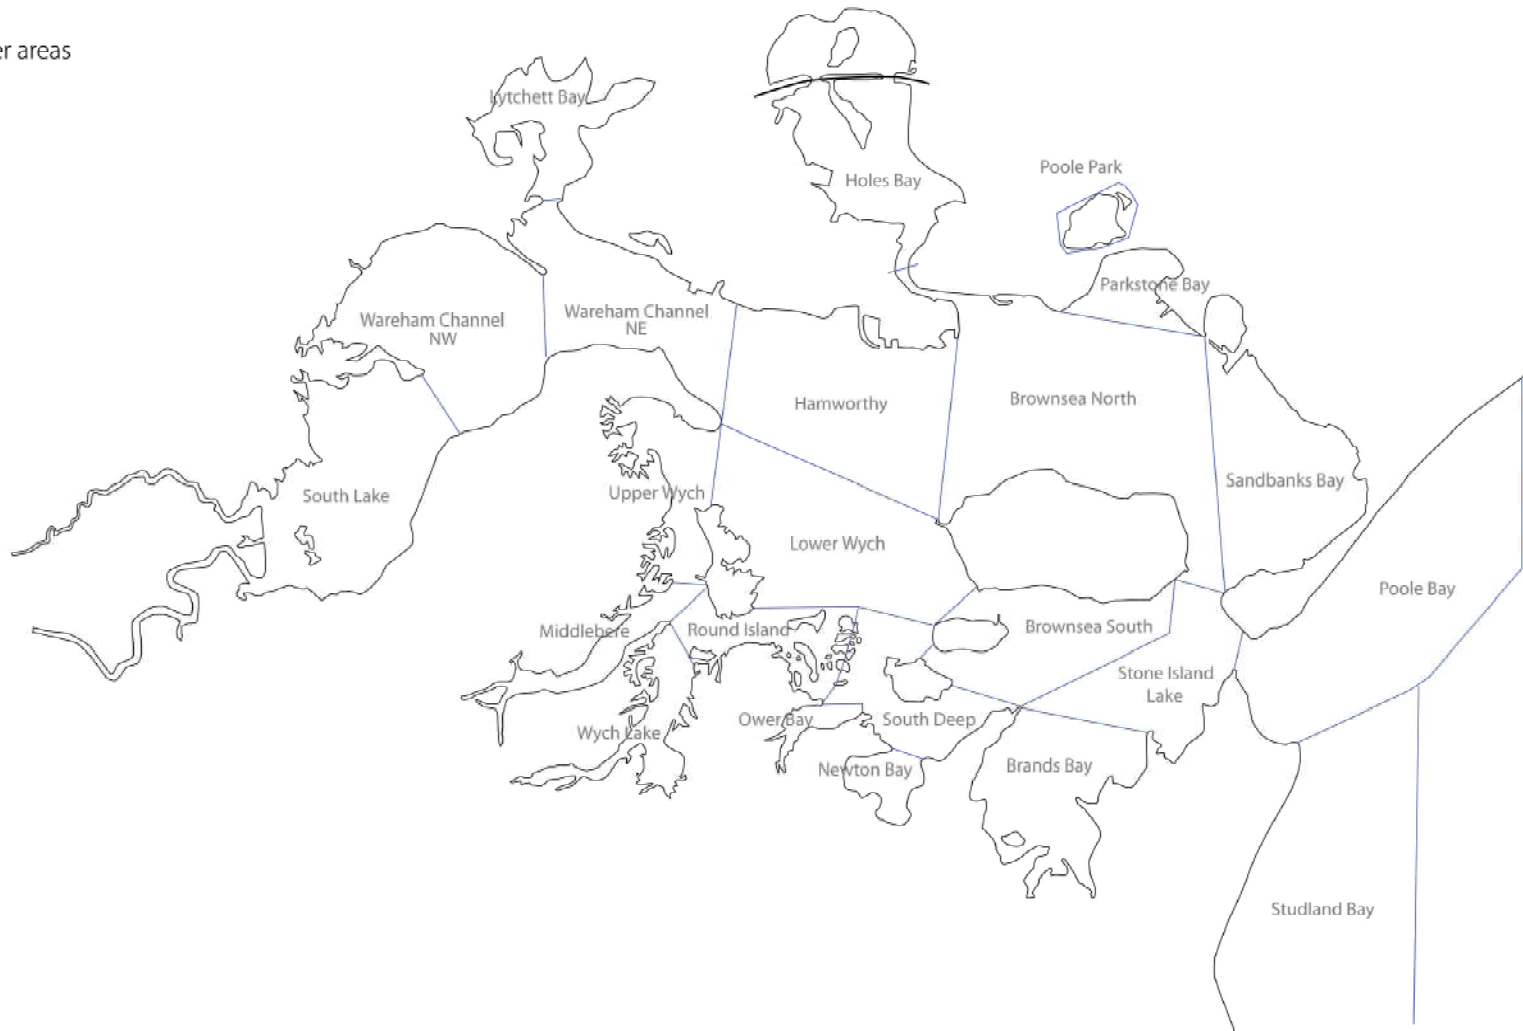 er areas
Lytchett Bay
Poole Park
Holes Bay
Parkstone Bay
Wareham Channel
NW
Wareham Channel
NE
Hamworthy
Brownsea North
Sandbanks Bay
South Lake
Upper Wych
Lower Wych
Poole Bay
Middlebere
Round Island
Brownsea South
Stone Island
Lake
Wych Lake
Ower Bay
South Deep
Newton Bay
Brands Bay
Studland Bay